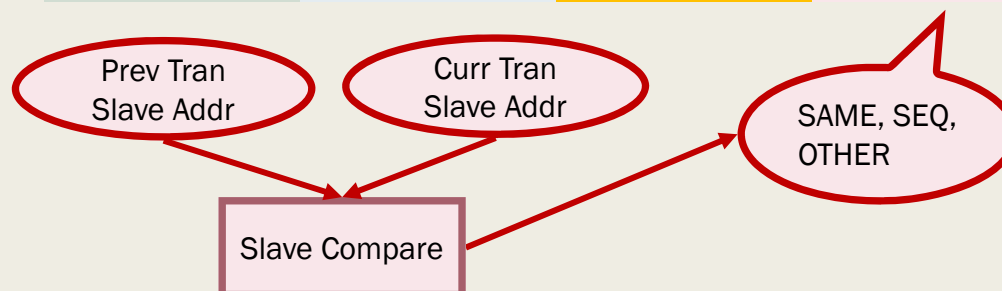 Prev Tran
Slave Addr
Curr Tran
Slave Addr
SAME, SEQ,
OTHER
Slave Compare